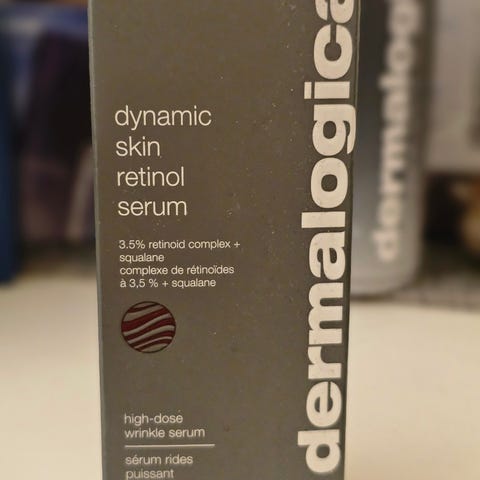 dynamic
skin
retinol
serum
3.5% retinoid complex +
squalane
complexe de rétinoïdes
à 3,5 % + squalane
high-dose
wrinkle serum
sérum rides
puissant
dermalogica
dermalog